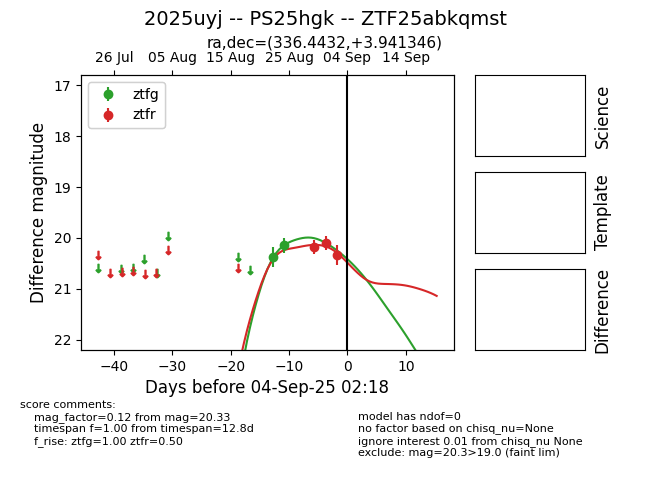 2025uyj -- PS25hgk -- ZTF25abkqmst
ra,dec=(336.4432,+3.941346)
26 Jul 05 Aug 15 Aug 25 Aug 04 Sep 14 Sep
ztfg
ztfr
17
18
19
20
21
22
Difference magnitude
−40 −30 −20 −10 0 10
Days before 04-Sep-25 02:18
Science
Template
Difference
score comments:
mag_factor=0.12 from mag=20.33
timespan f=1.00 from timespan=12.8d
f_rise: ztfg=1.00 ztfr=0.50
model has ndof=0
no factor based on chisq_nu=None
ignore interest 0.01 from chisq_nu None
exclude: mag=20.3>19.0 (faint lim)